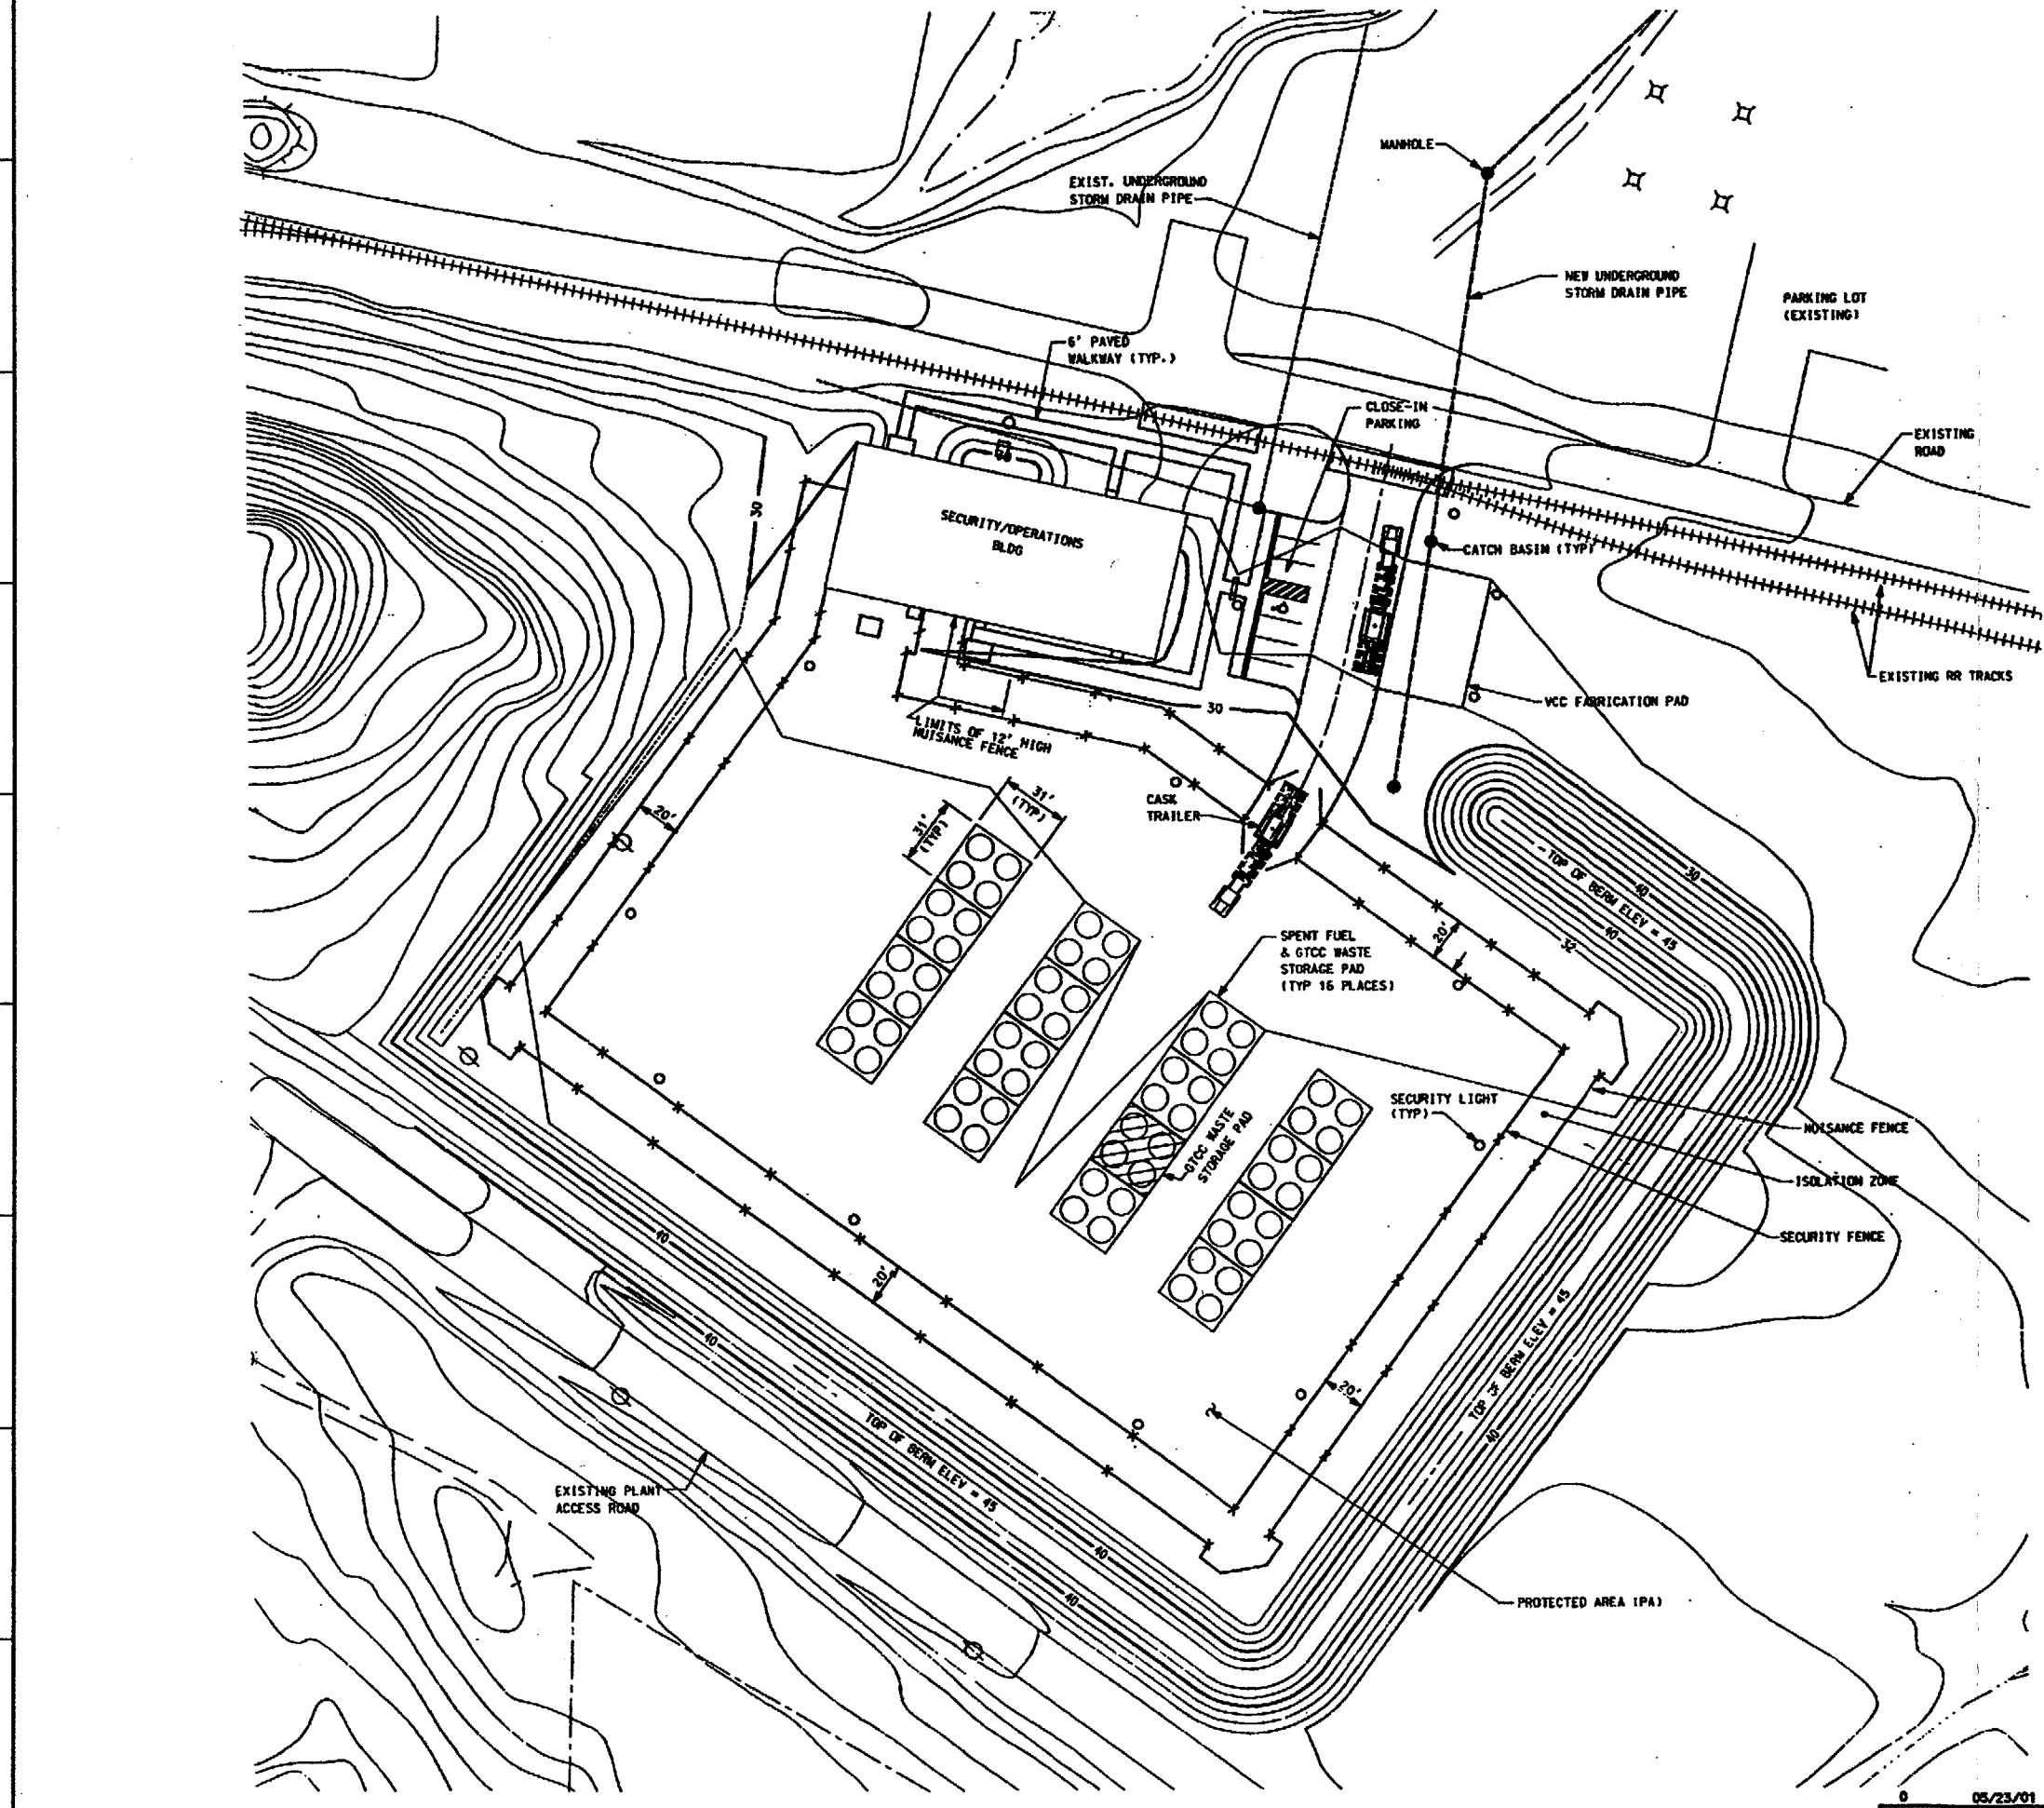 MANHOLE
EXIST. UNDERGROUND
STORM DRAIN PIPE
NEW UNDERGROUND
STORM DRAIN PIPE
PARKING LOT
(EXISTING)
6' PAVED
WALKWAY (TYP.)
CLOSE-IN
PARKING
EXISTING
ROAD
30
SECURITY/OPERATIONS
BLDG
CATCH BASIN (TYP)
EXISTING RR TRACKS
VCC FABRICATION PAD
30
LIMITS OF 12' HIGH
NUISANCE FENCE
31'
(TYP)
31'
(TYP)
CASK
TRAILER
20'
30
40
TOP OF BERM ELEV = 45
40
32
20'
SPENT FUEL
& GTCC WASTE
STORAGE PAD
(TYP 16 PLACES)
SECURITY LIGHT
(TYP)
GTCC WASTE
STORAGE PAD
NUISANCE FENCE
ISOLATION ZONE
SECURITY FENCE
40
20'
40
20'
TOP OF BERM ELEV = 45
40
TOP OF BERM ELEV = 45
EXISTING PLANT
ACCESS ROAD
40
40
PROTECTED AREA (PA)
0 05/23/01